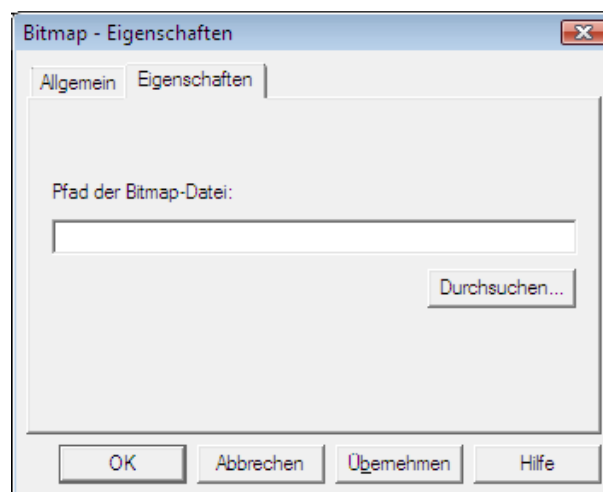 Bitmap - Eigenschaften
Allgemein Eigenschaften
Pfad der Bitmap-Datei:
Durchsuchen...
OK Abbrechen Übernehmen Hilfe